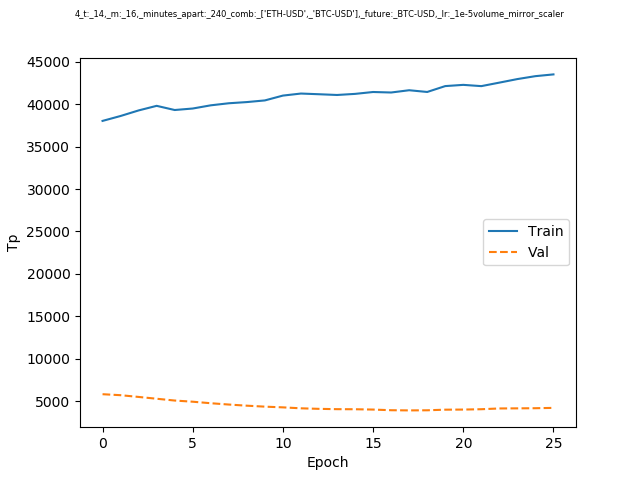 4_t:_14,_m:_16,_minutes_apart:_240_comb:_['ETH-USD',_'BTC-USD'],_future:_BTC-USD,_lr:_1e-5volume_mirror_scaler
45000
40000
35000
30000
25000
20000
15000
10000
5000
Tp
Train
Val
0 5 10 15 20 25
Epoch